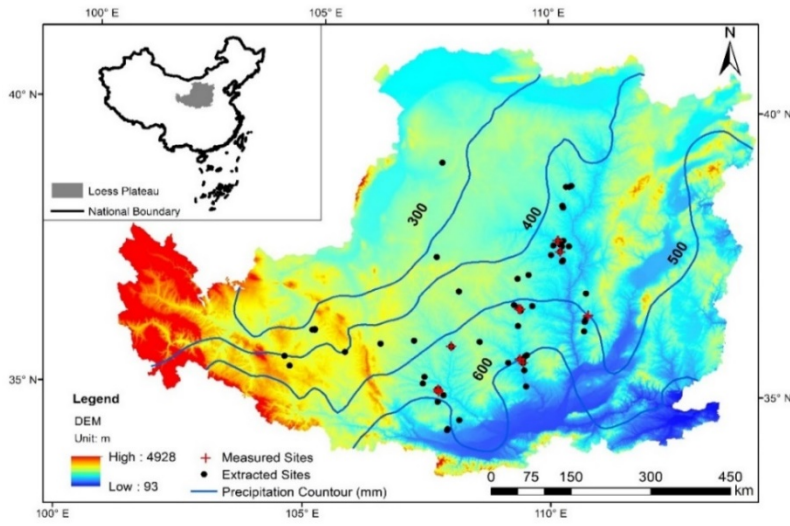 100° E 105° E 110° E
N
40° N
40° N
Loess Plateau
National Boundary
300
400
500
600
35° N
35° N
Legend
DEM
Unit: m
High : 4928
Low : 93
Measured Sites
Extracted Sites
Precipitation Countour (mm)
0 75 150 300 450
km
100° E 105° E 110° E